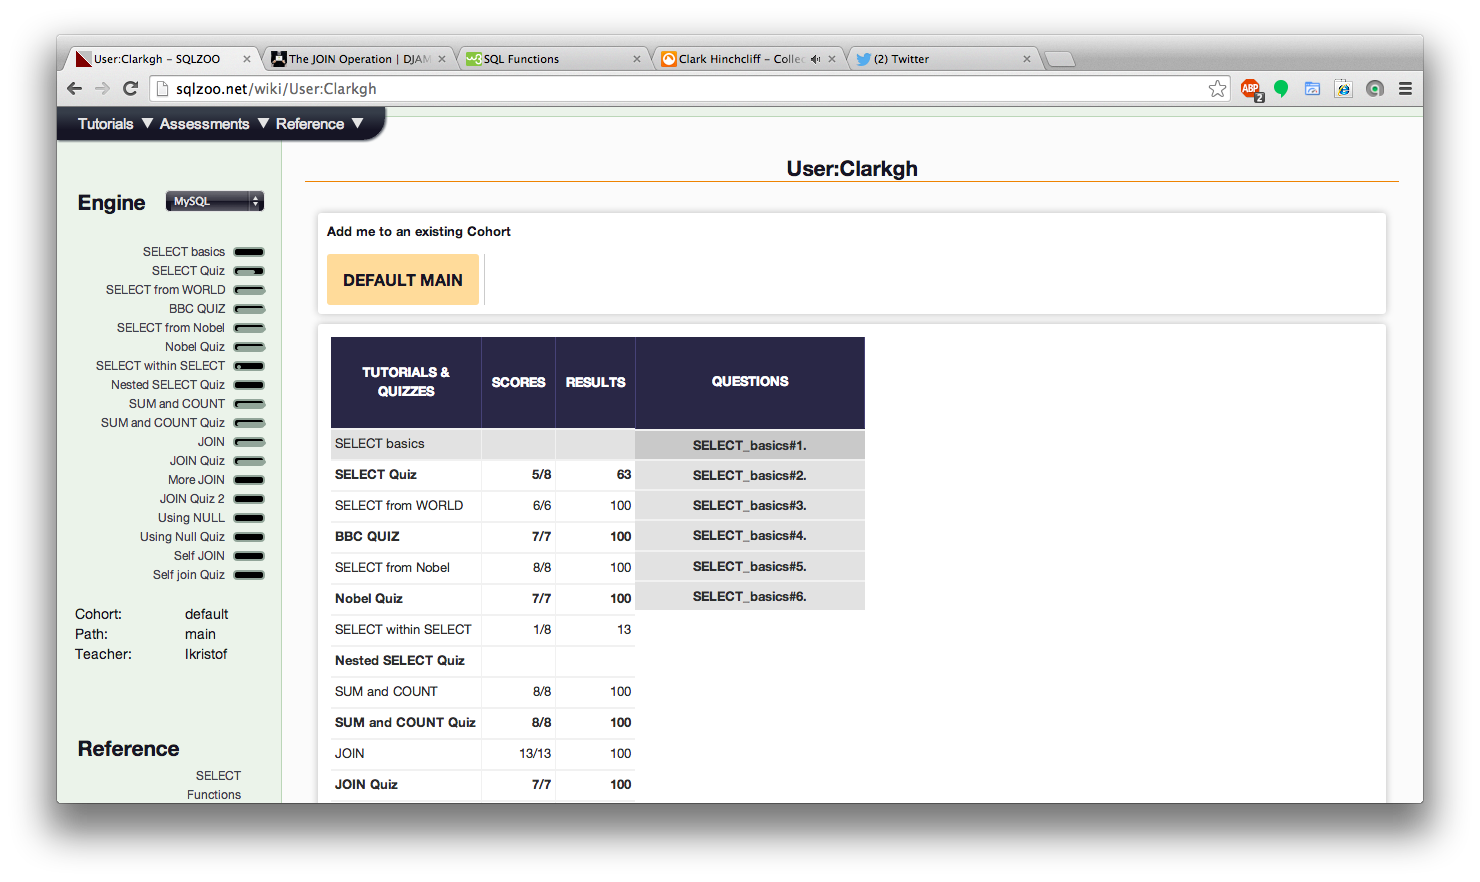 User:Clarkgh – SQLZOO
The JOIN Operation | DJAM
SQL Functions
Clark Hinchcliff – Collec
(2) Twitter
sqlzoo.net/wiki/User:Clarkgh
ABP
2
Tutorials ▼ Assessments ▼ Reference ▼
User:Clarkgh
Engine MySQL
SELECT basics
SELECT Quiz
SELECT from WORLD
BBC QUIZ
SELECT from Nobel
Nobel Quiz
SELECT within SELECT
Nested SELECT Quiz
SUM and COUNT
SUM and COUNT Quiz
JOIN
JOIN Quiz
More JOIN
JOIN Quiz 2
Using NULL
Using Null Quiz
Self JOIN
Self join Quiz
Cohort: default
Path: main
Teacher: lkristof
Reference
SELECT
Functions
Add me to an existing Cohort
DEFAULT MAIN
TUTORIALS & QUIZZES SCORES RESULTS QUESTIONS
SELECT basics SELECT_basics#1.
SELECT Quiz 5/8 63 SELECT_basics#2.
SELECT from WORLD 6/6 100 SELECT_basics#3.
BBC QUIZ 7/7 100 SELECT_basics#4.
SELECT from Nobel 8/8 100 SELECT_basics#5.
Nobel Quiz 7/7 100 SELECT_basics#6.
SELECT within SELECT 1/8 13
Nested SELECT Quiz
SUM and COUNT 8/8 100
SUM and COUNT Quiz 8/8 100
JOIN 13/13 100
JOIN Quiz 7/7 100